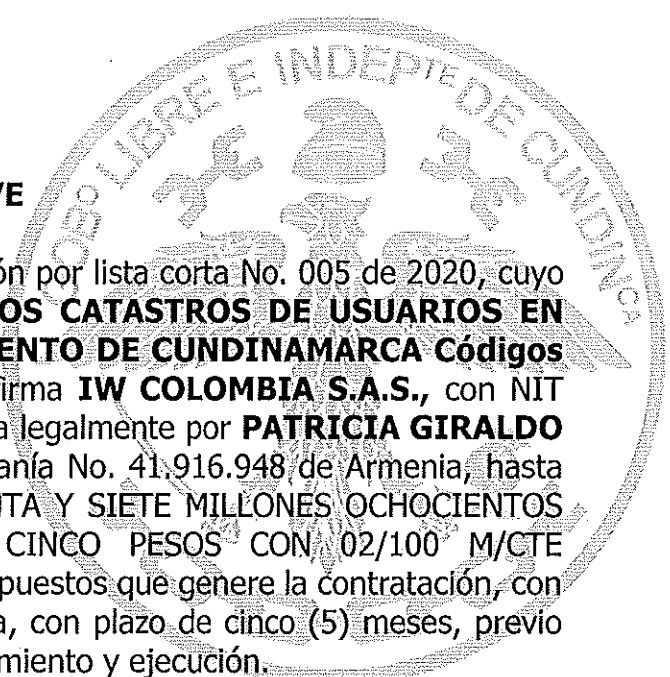 LIBRE E INDEPTE DE CUNDINCA
VE
ón por lista corta No. 005 de 2020, cuyo
OS CATASTROS DE USUARIOS EN
ENTO DE CUNDINAMARCA Códigos
firma IW COLOMBIA S.A.S., con NIT
a legalmente por PATRICIA GIRALDO
anía No. 41.916.948 de Armenia, hasta
NTA Y SIETE MILLONES OCHOCIENTOS
CINCO PESOS CON 02/100 M/CTE
puestos que genere la contratación, con
a, con plazo de cinco (5) meses, previo
miento y ejecución.